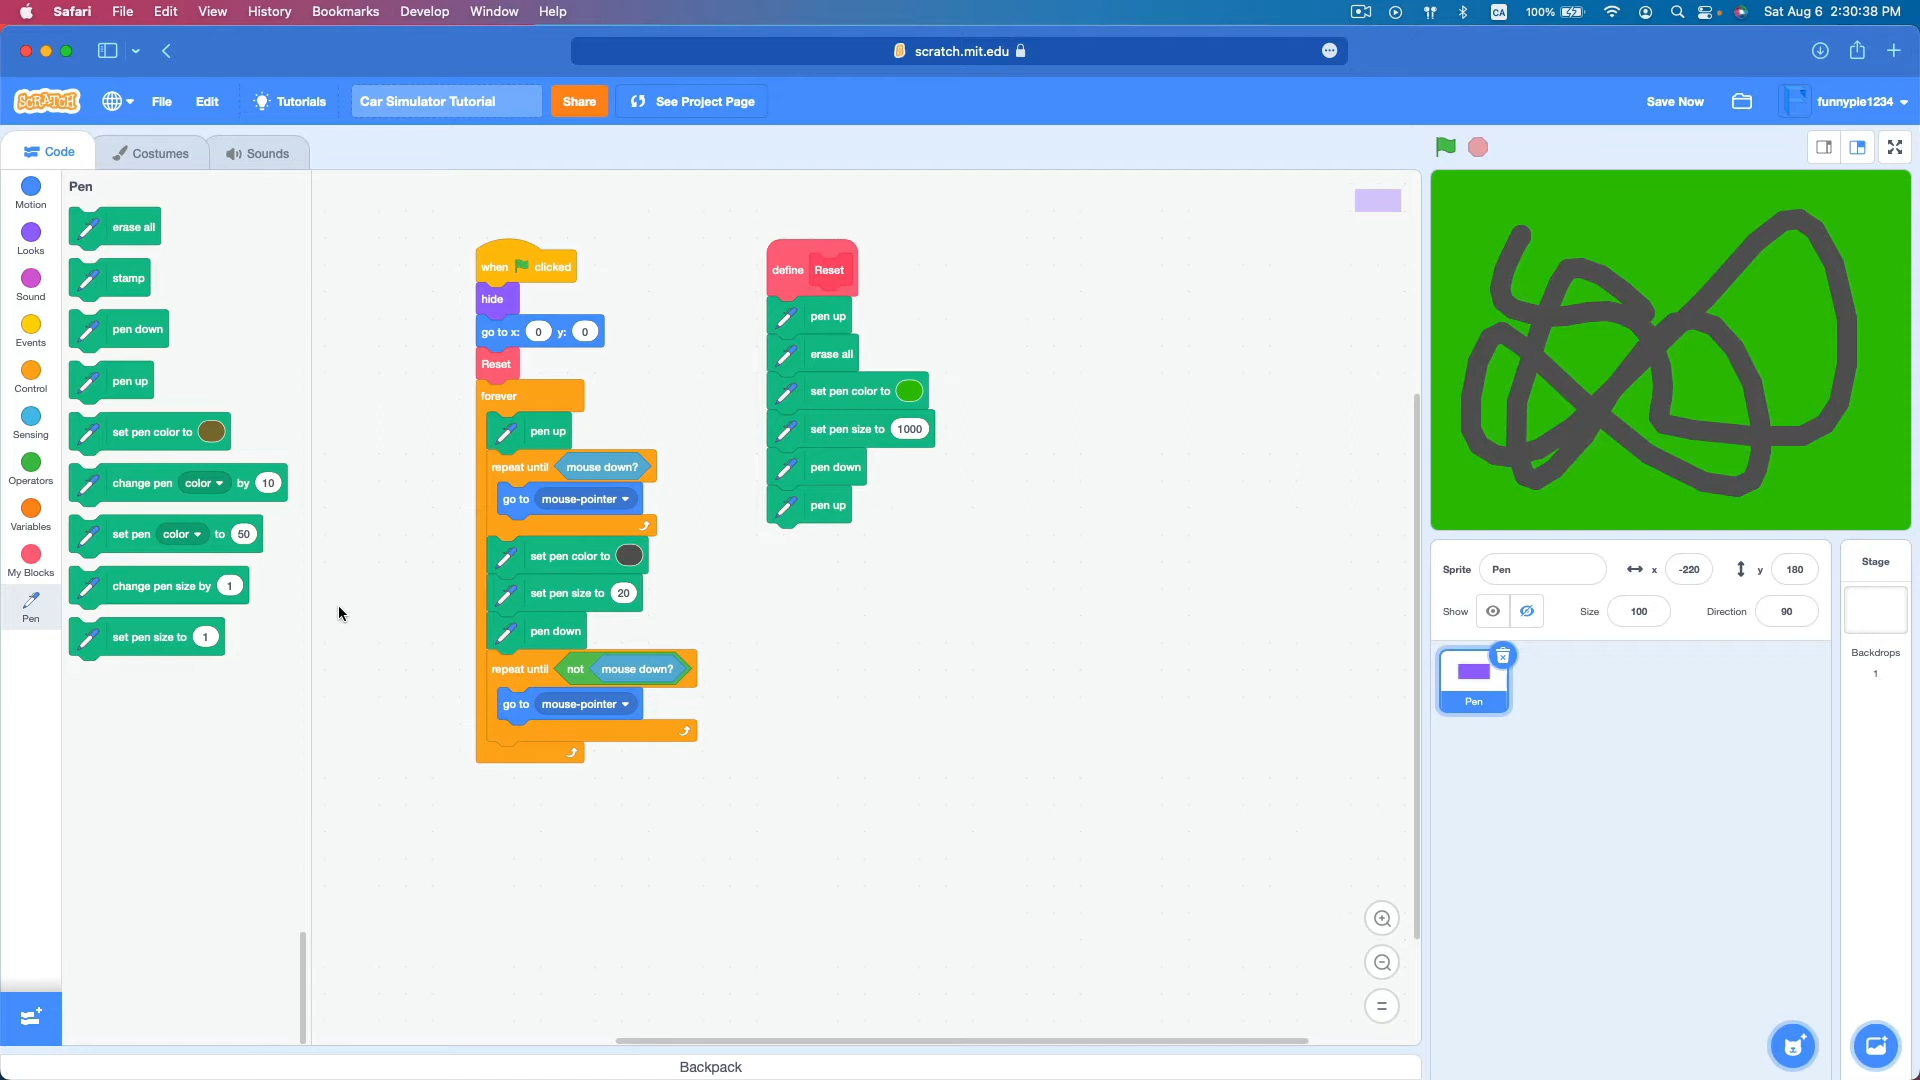 Safari File Edit View History Bookmarks Develop Window Help CA 100% Sat Aug 6 2:30:38 PM
scratch.mit.edu
SCRATCH File Edit Tutorials Car Simulator Tutorial Share See Project Page Save Now funnypie1234
Code Costumes Sounds
Motion
Looks
Sound
Events
Control
Sensing
Operators
Variables
My Blocks
Pen
Pen
erase all
stamp
pen down
pen up
set pen color to
change pen color by 10
set pen color to 50
change pen size by 1
set pen size to 1
when clicked
hide
go to x: 0 y: 0
Reset
forever
pen up
repeat until mouse down?
go to mouse-pointer
set pen color to
set pen size to 20
pen down
repeat until not mouse down?
go to mouse-pointer
define Reset
pen up
erase all
set pen color to
set pen size to 1000
pen down
pen up
Sprite Pen x -220 y 180
Show Size 100 Direction 90
Pen
Stage
Backdrops
1
Backpack